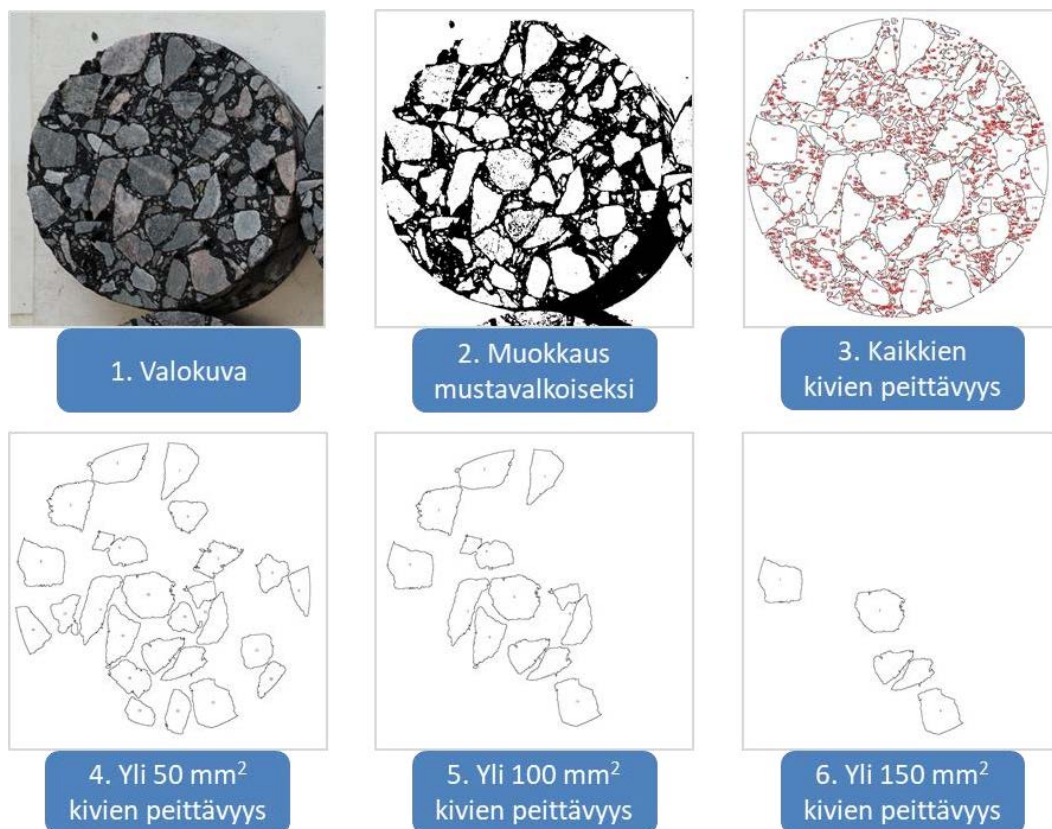 1. Valokuva
2. Muokkaus
mustavalkoiseksi
3. Kaikkien
kivien peittävyys
4. Yli 50 mm²
kivien peittävyys
5. Yli 100 mm²
kivien peittävyys
6. Yli 150 mm²
kivien peittävyys